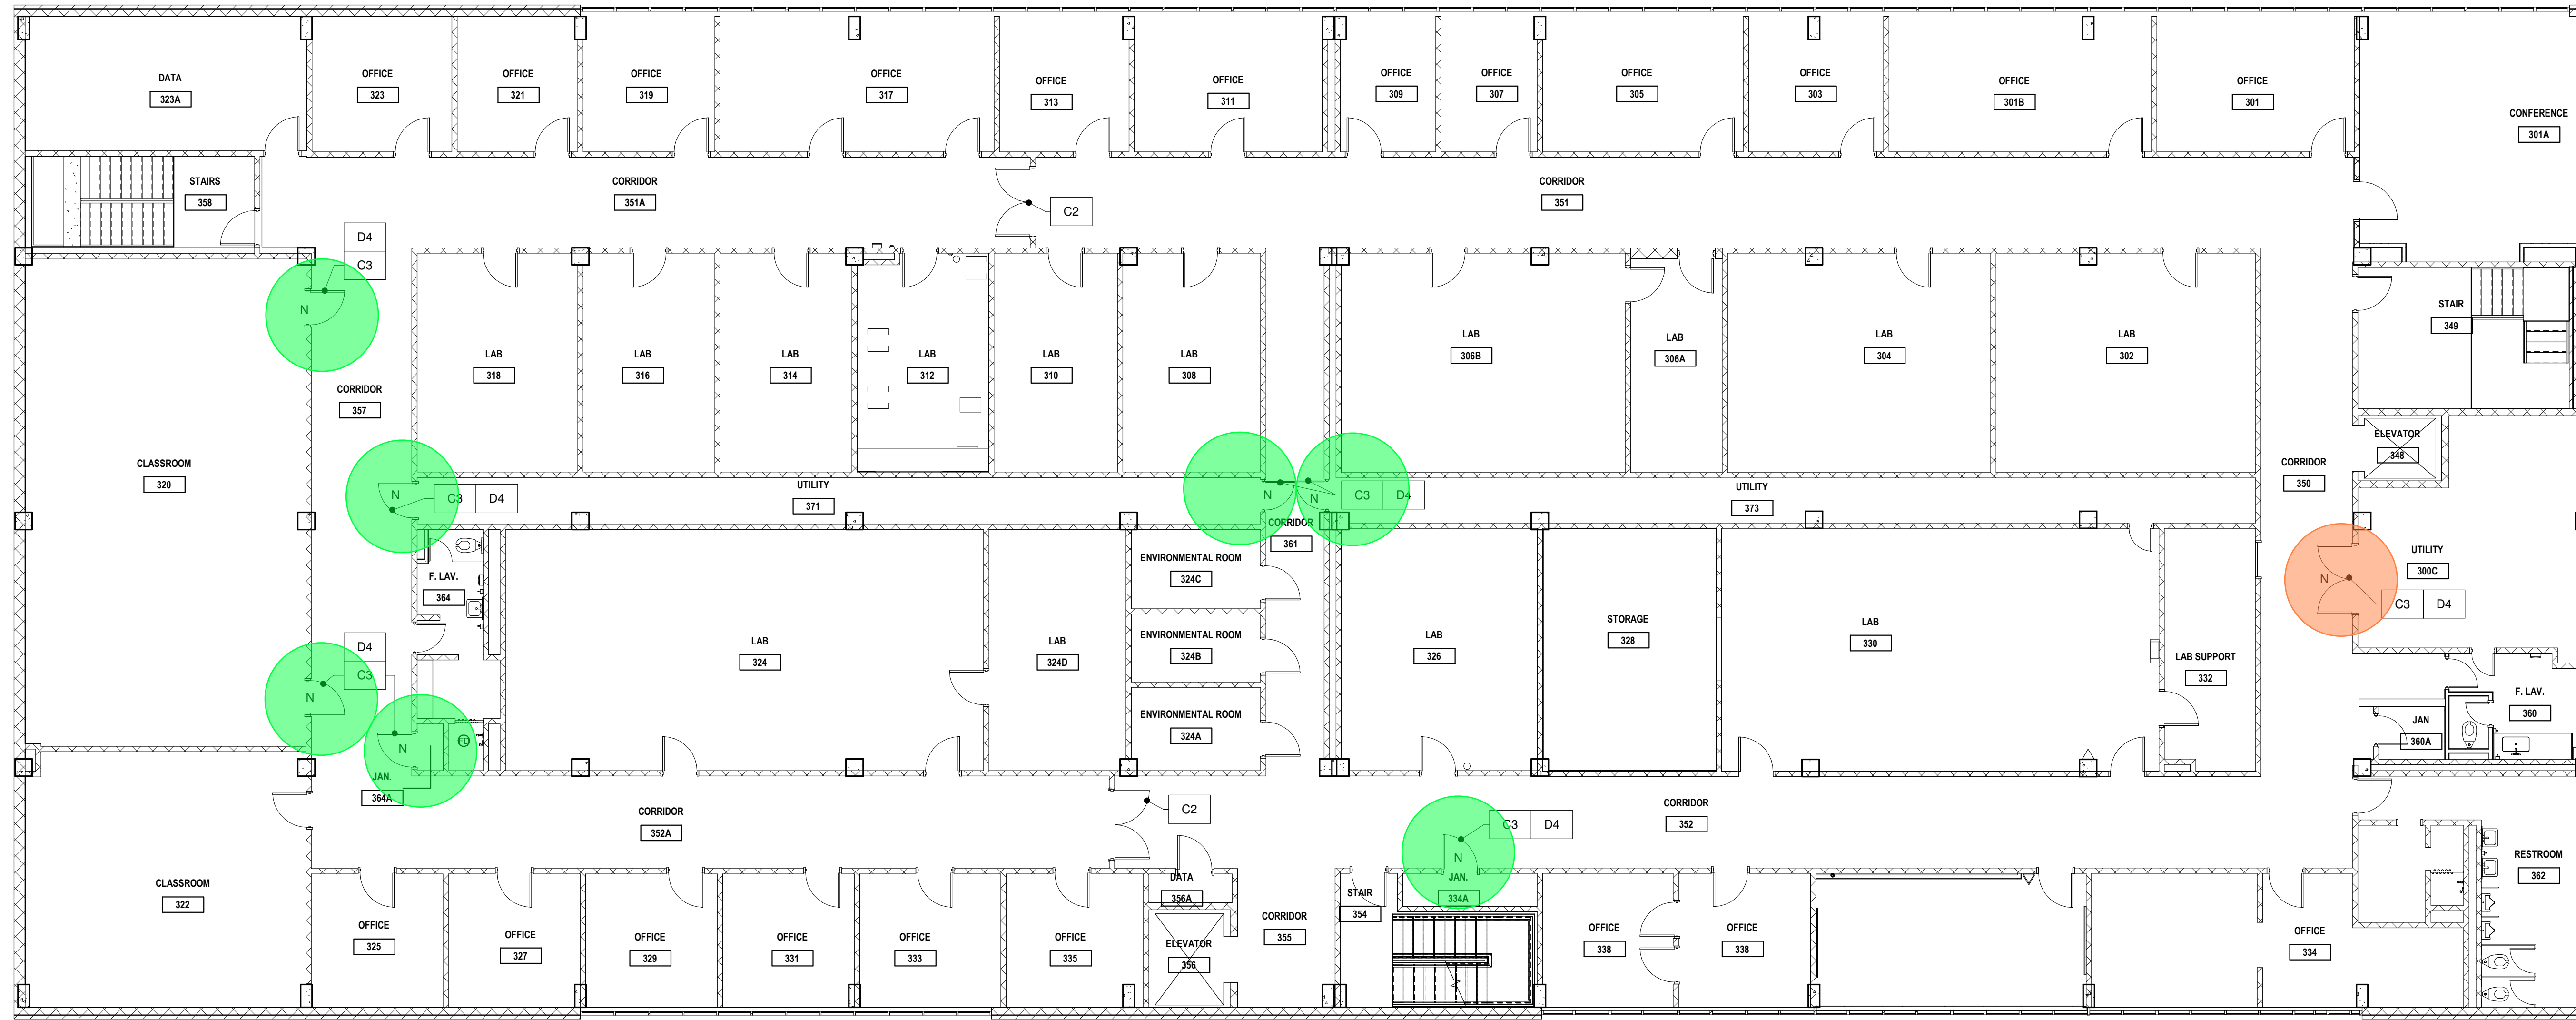 DATA
323A
OFFICE
323
OFFICE
321
OFFICE
319
OFFICE
317
OFFICE
313
OFFICE
311
OFFICE
309
OFFICE
307
OFFICE
305
OFFICE
303
OFFICE
301B
OFFICE
301
CONFERENCE
301A
STAIRS
358
CORRIDOR
351A
C2
CORRIDOR
351
D4
C3
N
CORRIDOR
357
LAB
318
LAB
316
LAB
314
LAB
312
LAB
310
LAB
308
LAB
306B
LAB
306A
LAB
304
LAB
302
STAIR
349
ELEVATOR
348
CLASSROOM
320
N
C3 D4
UTILITY
371
N
N
C3 D4
CORRIDOR
361
UTILITY
373
CORRIDOR
350
N
C3 D4
UTILITY
300C
F. LAV.
364
D4
C3
N
N
FD
JAN.
364A
LAB
324
LAB
324D
ENVIRONMENTAL ROOM
324C
ENVIRONMENTAL ROOM
324B
ENVIRONMENTAL ROOM
324A
LAB
326
STORAGE
328
LAB
330
LAB SUPPORT
332
F. LAV.
360
JAN
360A
CORRIDOR
352A
C2
C3 D4
N
JAN.
334A
CORRIDOR
352
CLASSROOM
322
OFFICE
325
OFFICE
327
OFFICE
329
OFFICE
331
OFFICE
333
OFFICE
335
DATA
356A
ELEVATOR
356
CORRIDOR
355
STAIR
354
OFFICE
338
OFFICE
338
OFFICE
334
RESTROOM
362